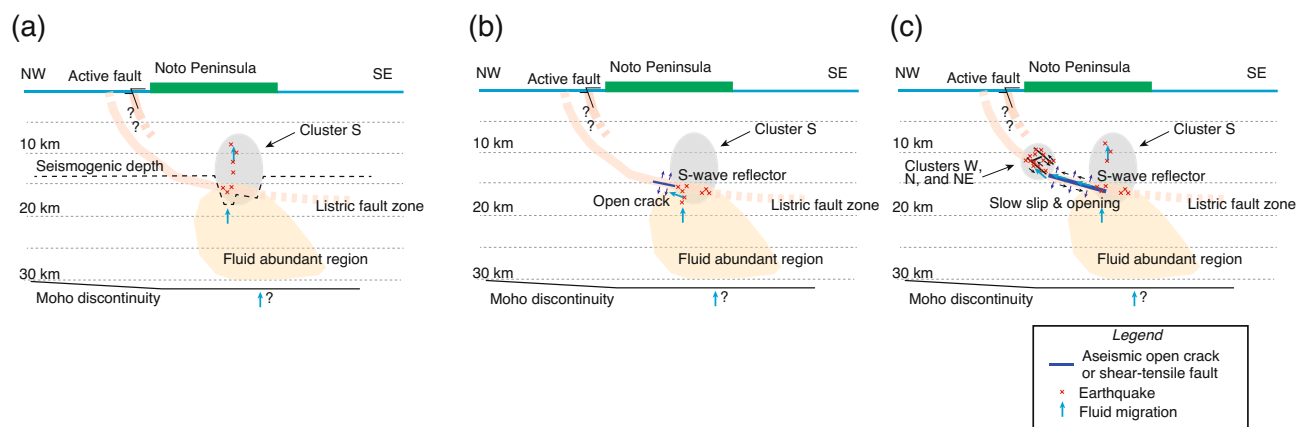 (a)
NW
Noto Peninsula
SE
Active fault
?
?
Cluster S
10 km
Seismogenic depth
20 km
Listric fault zone
Fluid abundant region
30 km
Moho discontinuity
?
(b)
NW
Noto Peninsula
SE
Active fault
?
?
Cluster S
10 km
S-wave reflector
Open crack
20 km
Listric fault zone
Fluid abundant region
30 km
Moho discontinuity
?
(c)
NW
Noto Peninsula
SE
Active fault
?
?
Cluster S
10 km
Clusters W,
N, and NE
S-wave reflector
Slow slip & opening
20 km
Listric fault zone
Fluid abundant region
30 km
Moho discontinuity
?
Legend
Aseismic open crack
or shear-tensile fault
Earthquake
Fluid migration